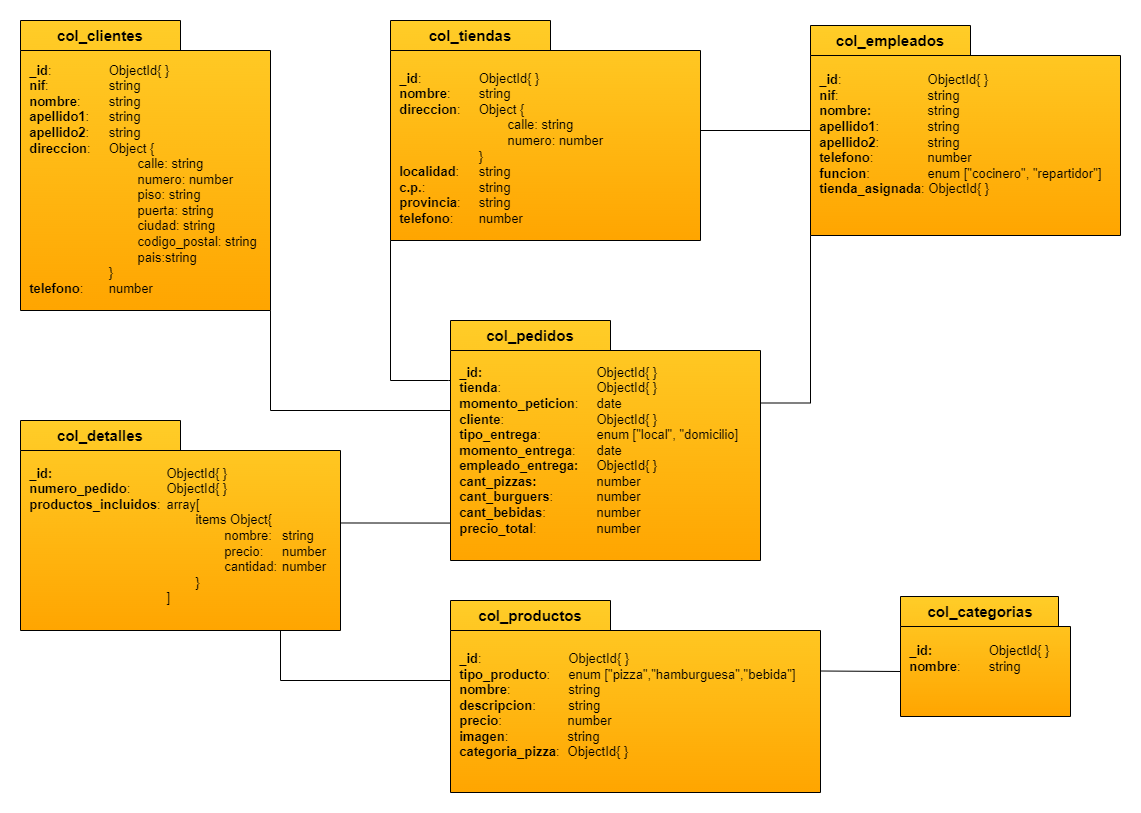 col_clientes
_id: ObjectId{ }
nif: string
nombre: string
apellido1: string
apellido2: string
direccion: Object {
calle: string
numero: number
piso: string
puerta: string
ciudad: string
codigo_postal: string
pais:string
}
telefono: number
col_tiendas
_id: ObjectId{ }
nombre: string
direccion: Object {
calle: string
numero: number
}
localidad: string
c.p.: string
provincia: string
telefono: number
col_empleados
_id: ObjectId{ }
nif: string
nombre: string
apellido1: string
apellido2: string
telefono: number
funcion: enum ["cocinero", "repartidor"]
tienda_asignada: ObjectId{ }
col_pedidos
_id: ObjectId{ }
tienda: ObjectId{ }
momento_peticion: date
cliente: ObjectId{ }
tipo_entrega: enum ["local", "domicilio]
momento_entrega: date
empleado_entrega: ObjectId{ }
cant_pizzas: number
cant_burguers: number
cant_bebidas: number
precio_total: number
col_detalles
_id: ObjectId{ }
numero_pedido: ObjectId{ }
productos_incluidos: array[
items Object{
nombre: string
precio: number
cantidad: number
}
]
col_productos
_id: ObjectId{ }
tipo_producto: enum ["pizza","hamburguesa","bebida"]
nombre: string
descripcion: string
precio: number
imagen: string
categoria_pizza: ObjectId{ }
col_categorias
_id: ObjectId{ }
nombre: string